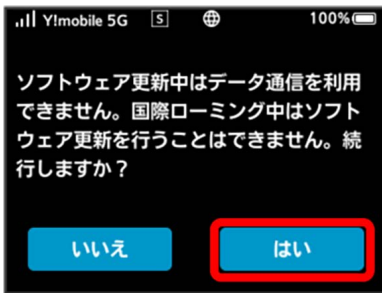 Y!mobile 5G S 100%
ソフトウェア更新中はデータ通信を利用
できません。国際ローミング中はソフト
ウェア更新を行うことはできません。続
行しますか？
いいえ はい